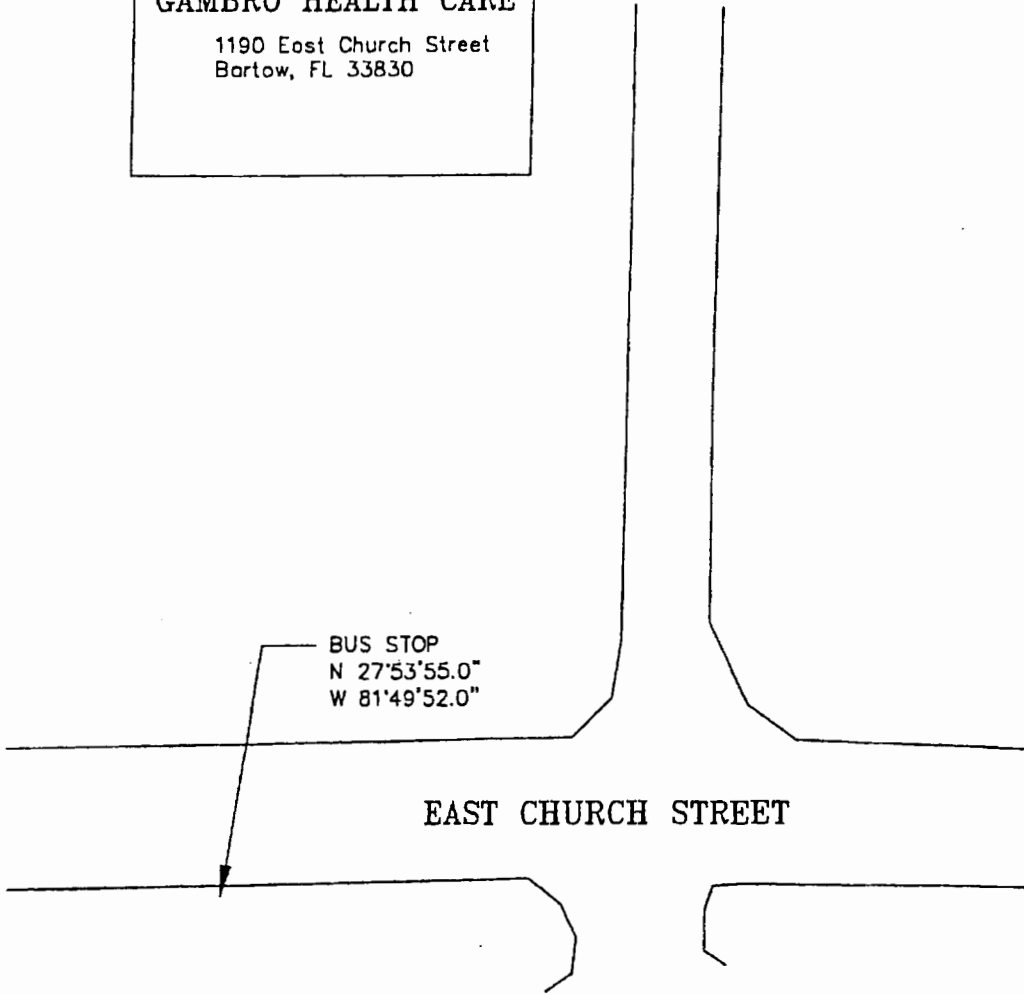 GAMBRO HEALTH CARE
1190 East Church Street
Bartow, FL 33830
BUS STOP
N 27°53'55.0"
W 81°49'52.0"
EAST CHURCH STREET